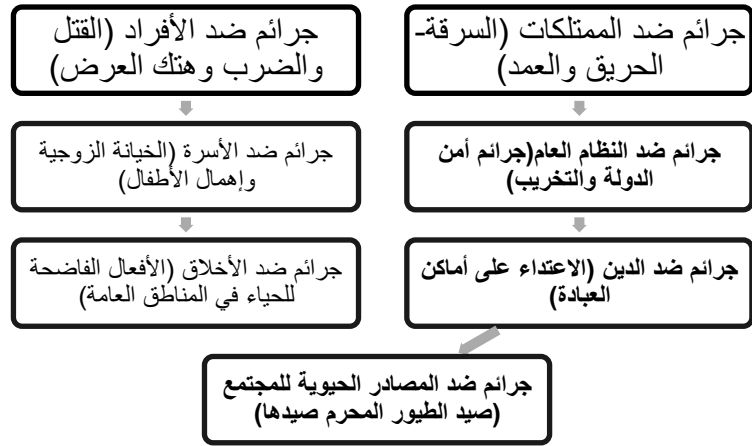 جرائم ضد الممتلكات (السرقة-
الحريق والعمد)
جرائم ضد النظام العام(جرائم أمن
الدولة والتخريب)
جرائم ضد الدين (الاعتداء على أماكن
العبادة)
جرائم ضد الأفراد (القتل
والضرب وهتك العرض)
جرائم ضد الأسرة (الخيانة الزوجية
وإهمال الأطفال)
جرائم ضد الأخلاق (الأفعال الفاضحة
للحياء في المناطق العامة)
جرائم ضد المصادر الحيوية للمجتمع
(صيد الطيور المحرم صيدها)